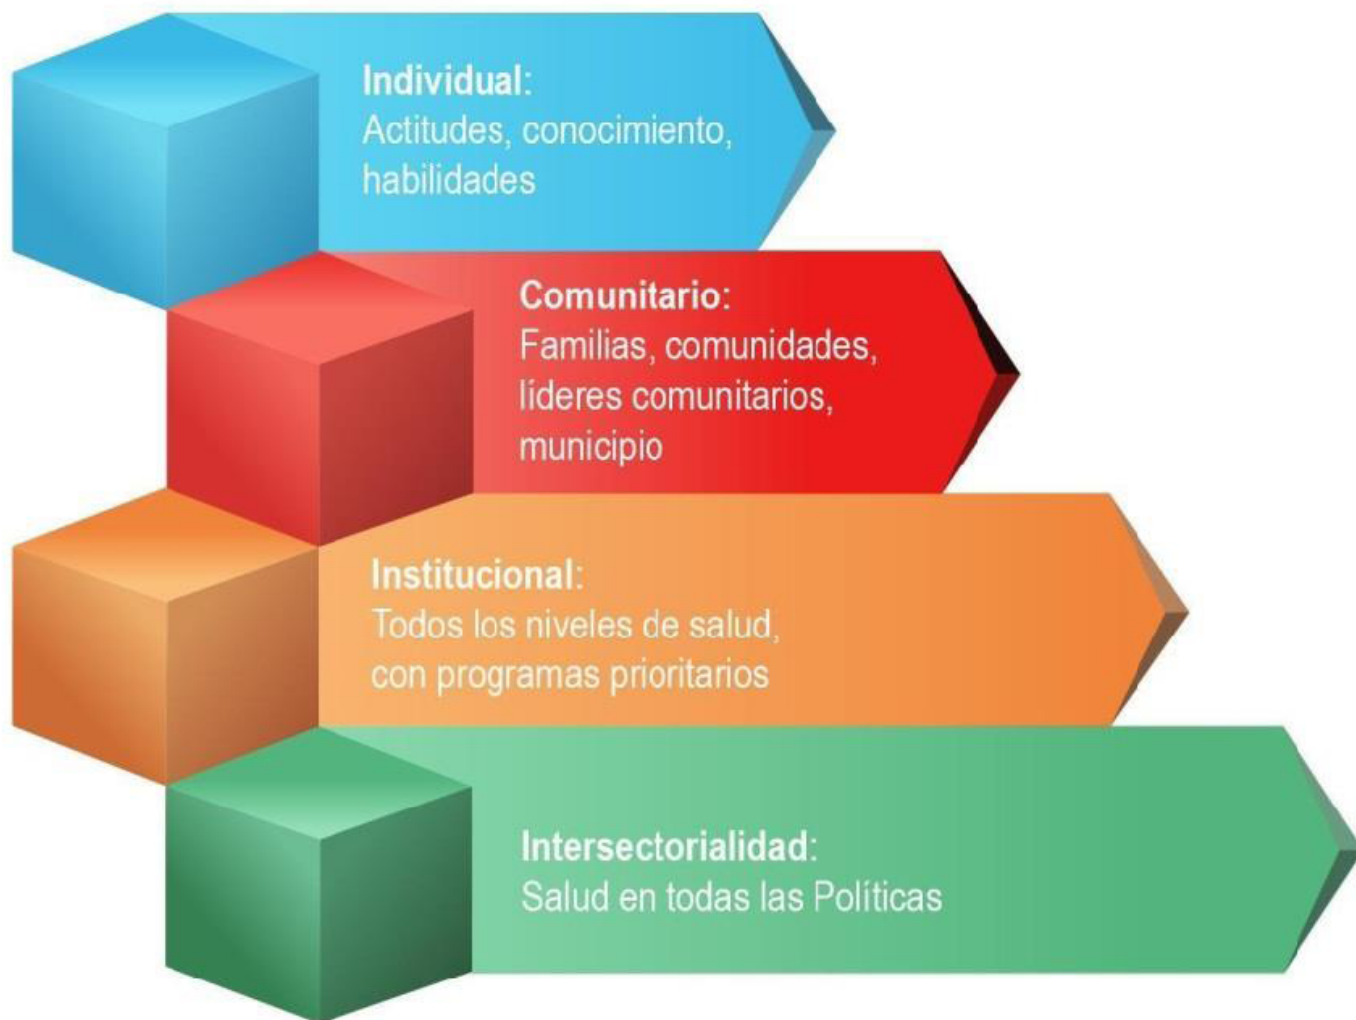 Individual:
Actitudes, conocimiento,
habilidades
Comunitario:
Familias, comunidades,
líderes comunitarios,
municipio
Institucional:
Todos los niveles de salud,
con programas prioritarios
Intersectorialidad:
Salud en todas las Políticas